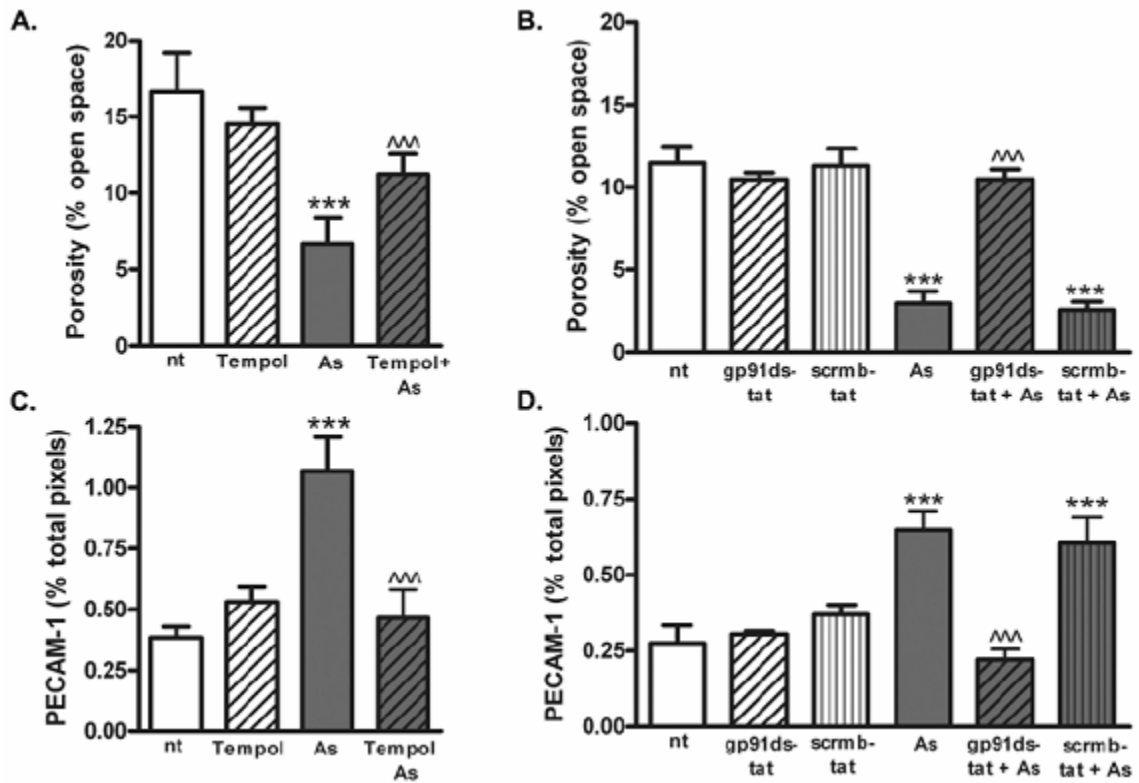 A.
Porosity (% open space)
20
15
10
5
0
***
^^^
nt
Tempol
As
Tempol+
As
B.
Porosity (% open space)
20
15
10
5
0
***
^^^
***
nt
gp91ds-
tat
scrmb-
tat
As
gp91ds-
tat + As
scrmb-
tat + As
C.
PECAM-1 (% total pixels)
1.25
1.00
0.75
0.50
0.25
0.00
***
^^^
nt
Tempol
As
Tempol
As
D.
PECAM-1 (% total pixels)
1.00
0.75
0.50
0.25
0.00
***
^^^
***
nt
gp91ds-
tat
scrmb-
tat
As
gp91ds-
tat + As
scrmb-
tat + As